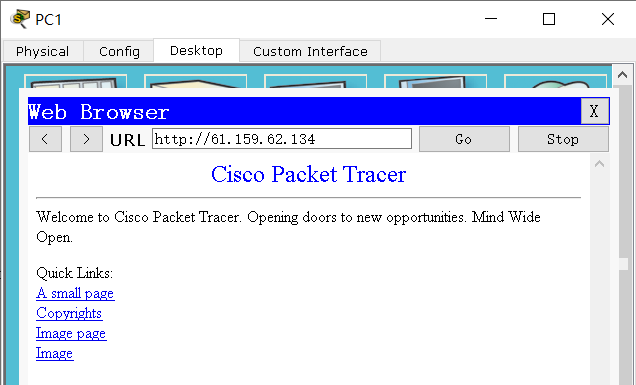 PC1
Physical Config Desktop Custom Interface
Web Browser X
< > URL http://61.159.62.134 Go Stop
Cisco Packet Tracer
Welcome to Cisco Packet Tracer. Opening doors to new opportunities. Mind Wide
Open.
Quick Links:
A small page
Copyrights
Image page
Image